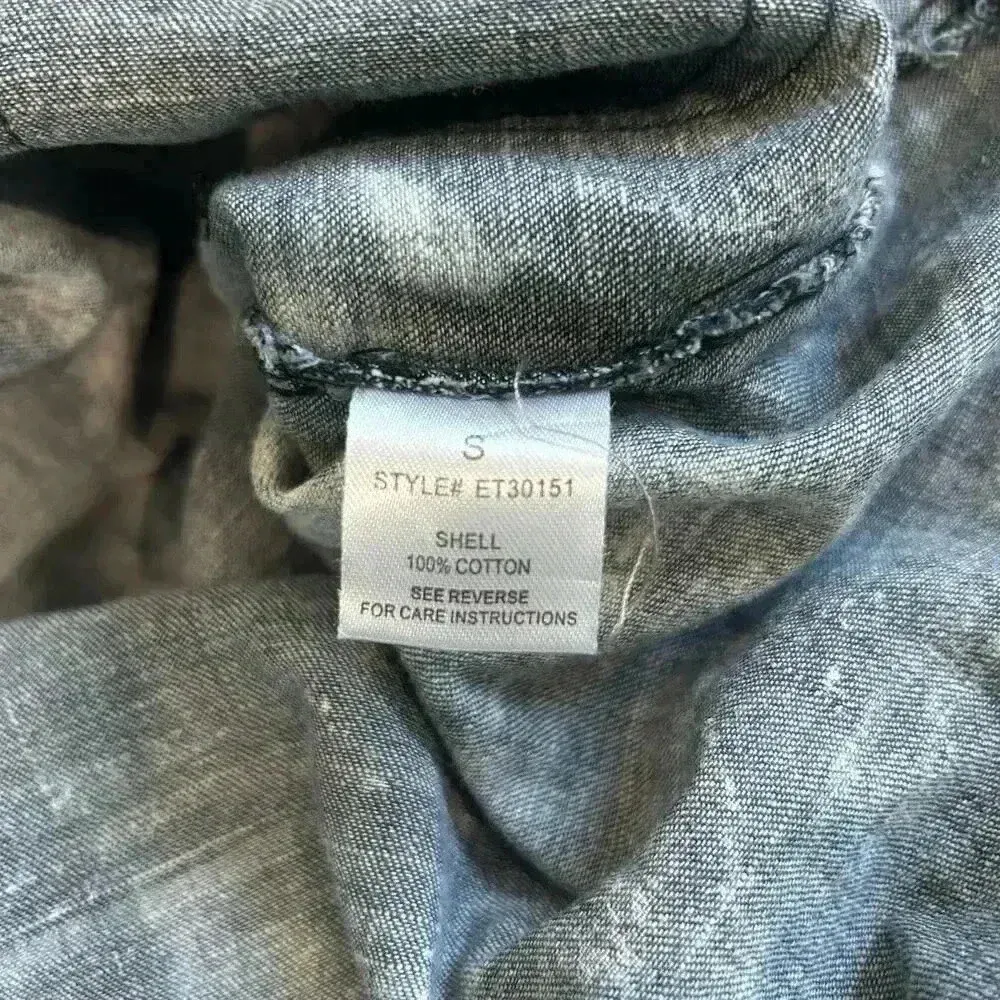 S
STYLE# ET30151
SHELL
100% COTTON
SEE REVERSE
FOR CARE INSTRUCTIONS